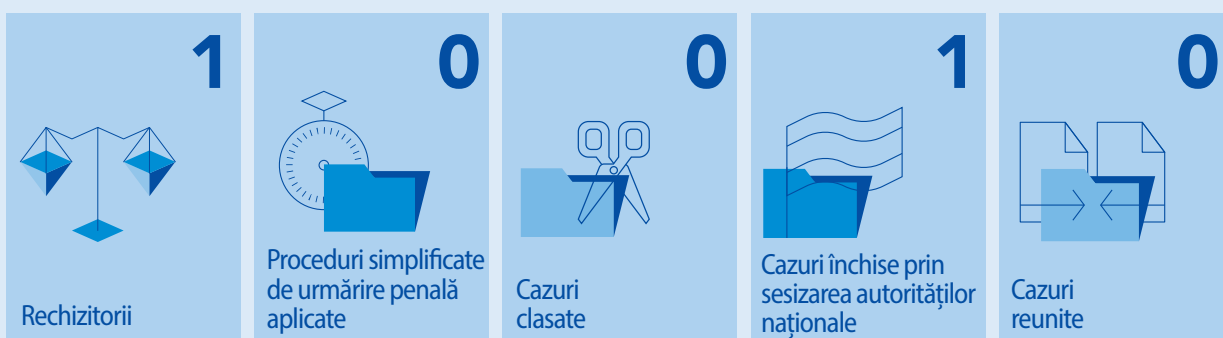 1
Rechizitorii
0
Proceduri simplificate
de urmărire penală
aplicate
0
Cazuri
clasate
1
Cazuri închise prin
sesizarea autorităților
naționale
0
Cazuri
reunite